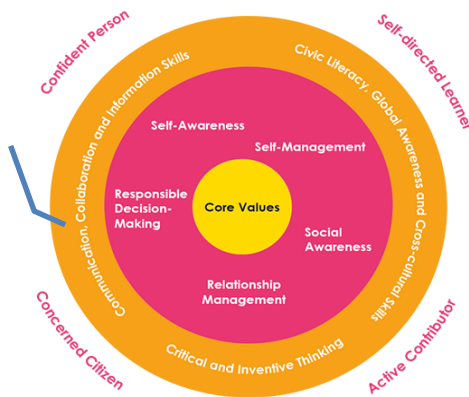 Confident Person
Self-directed Learner
Communication, Collaboration and Information Skills
Civic Literacy, Global Awareness and Cross-cultural Skills
Self-Awareness
Self-Management
Responsible
Decision-
Making
Core Values
Social
Awareness
Relationship
Management
Critical and Inventive Thinking
Concerned Citizen
Active Contributor